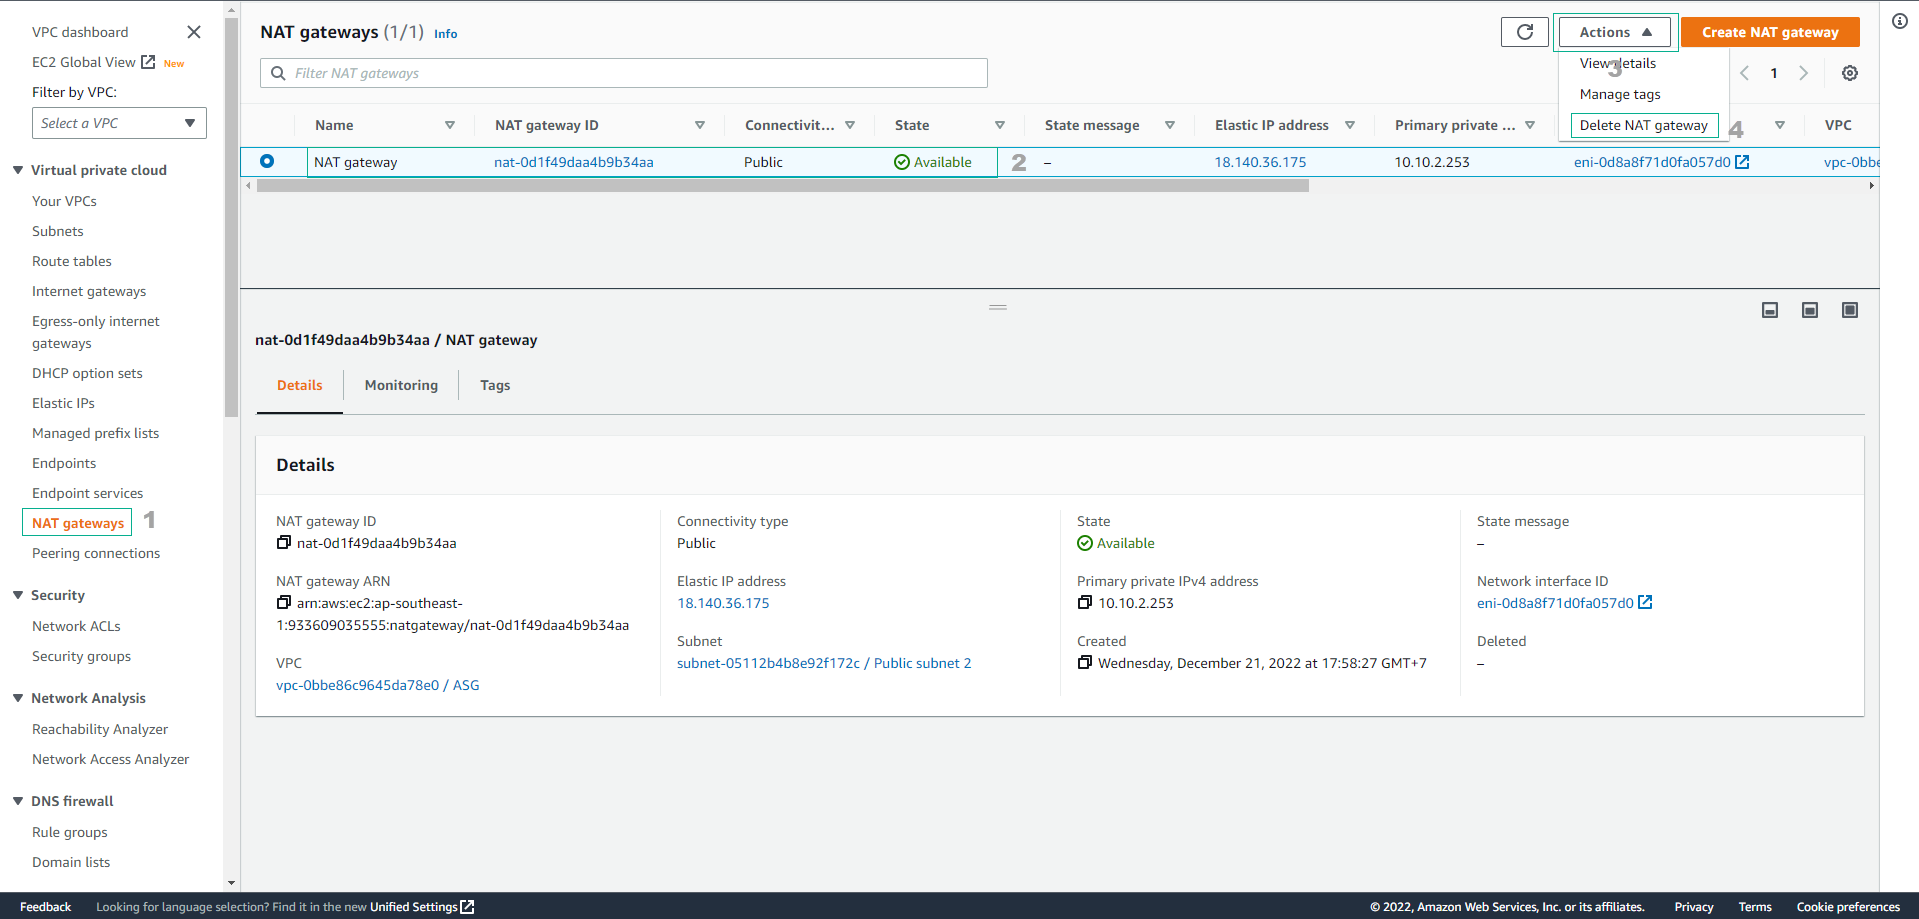 VPC dashboard
EC2 Global View New
Filter by VPC:
Select a VPC
Virtual private cloud
Your VPCs
Subnets
Route tables
Internet gateways
Egress-only internet
gateways
DHCP option sets
Elastic IPs
Managed prefix lists
Endpoints
Endpoint services
NAT gateways 1
Peering connections
Security
Network ACLs
Security groups
Network Analysis
Reachability Analyzer
Network Access Analyzer
DNS firewall
Rule groups
Domain lists
NAT gateways (1/1) Info
Actions
Create NAT gateway
Filter NAT gateways
View details
3
Manage tags
Delete NAT gateway 4
1
Name NAT gateway ID Connectivit... State State message Elastic IP address Primary private ... VPC
NAT gateway nat-0d1f49daa4b9b34aa Public Available 2 – 18.140.36.175 10.10.2.253 eni-0d8a8f71d0fa057d0 vpc-0bbe
nat-0d1f49daa4b9b34aa / NAT gateway
Details Monitoring Tags
Details
NAT gateway ID
nat-0d1f49daa4b9b34aa
NAT gateway ARN
arn:aws:ec2:ap-southeast-
1:933609035555:natgateway/nat-0d1f49daa4b9b34aa
VPC
vpc-0bbe86c9645da78e0 / ASG
Connectivity type
Public
Elastic IP address
18.140.36.175
Subnet
subnet-05112b4b8e92f172c / Public subnet 2
State
Available
Primary private IPv4 address
10.10.2.253
Created
Wednesday, December 21, 2022 at 17:58:27 GMT+7
State message
–
Network interface ID
eni-0d8a8f71d0fa057d0
Deleted
–
Feedback Looking for language selection? Find it in the new Unified Settings © 2022, Amazon Web Services, Inc. or its affiliates. Privacy Terms Cookie preferences